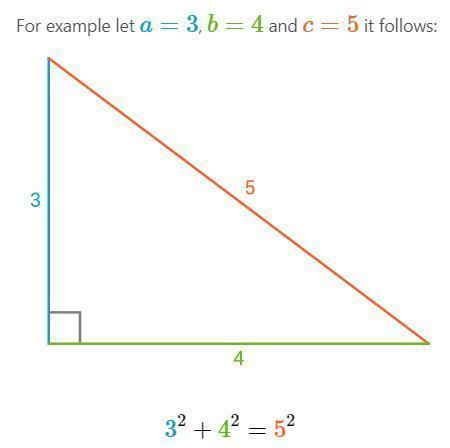 For example let a = 3, b = 4 and c = 5 it follows:
3
5
4
3² + 4² = 5²